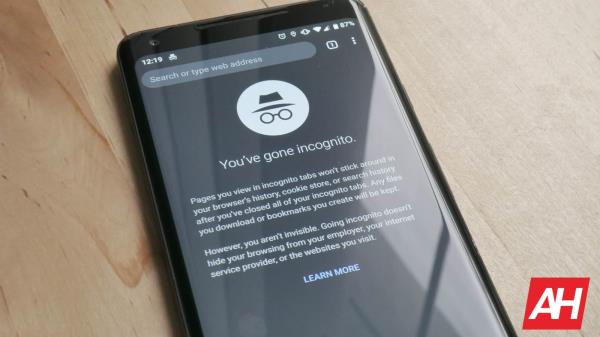 12:19 87%
Search or type web address 1
You've gone incognito.
Pages you view in incognito tabs won't stick around in
your browser's history, cookie store, or search history
after you've closed all of your incognito tabs. Any files
you download or bookmarks you create will be kept.
However, you aren't invisible. Going incognito doesn't
hide your browsing from your employer, your internet
service provider, or the websites you visit.
LEARN MORE
AH